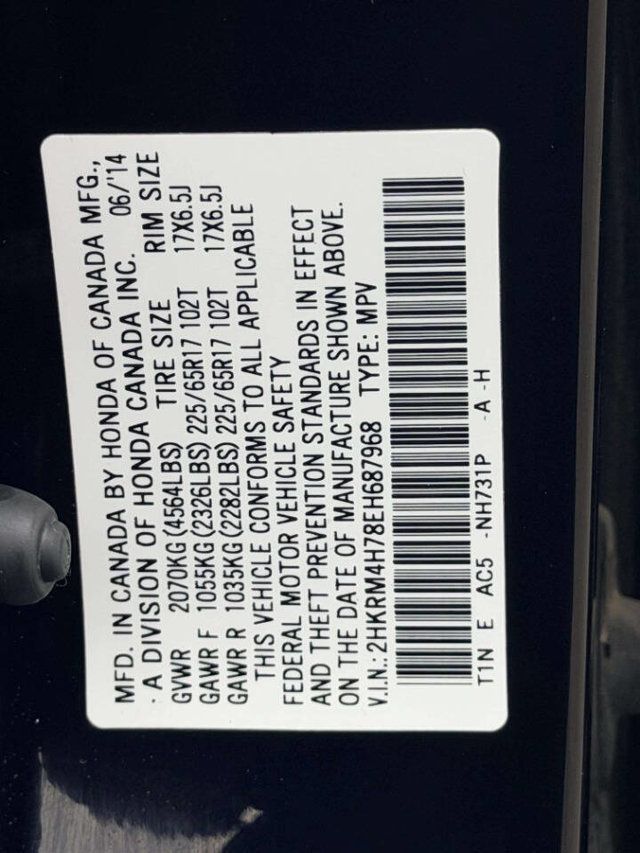 MFD. IN CANADA BY HONDA OF CANADA MFG.,
· A DIVISION OF HONDA CANADA INC. 06/'14
GVWR 2070KG(4564LBS) TIRE SIZE RIM SIZE
GAWR F 1055KG(2326LBS) 225/65R17 102T 17X6.5J
GAWR R 1035KG(2282LBS) 225/65R17 102T 17X6.5J
THIS VEHICLE CONFORMS TO ALL APPLICABLE
FEDERAL MOTOR VEHICLE SAFETY
AND THEFT PREVENTION STANDARDS IN EFFECT
ON THE DATE OF MANUFACTURE SHOWN ABOVE.
V.I.N.: 2HKRM4H78EH687968 TYPE: MPV
T1N E AC5 -NH731P -A -H